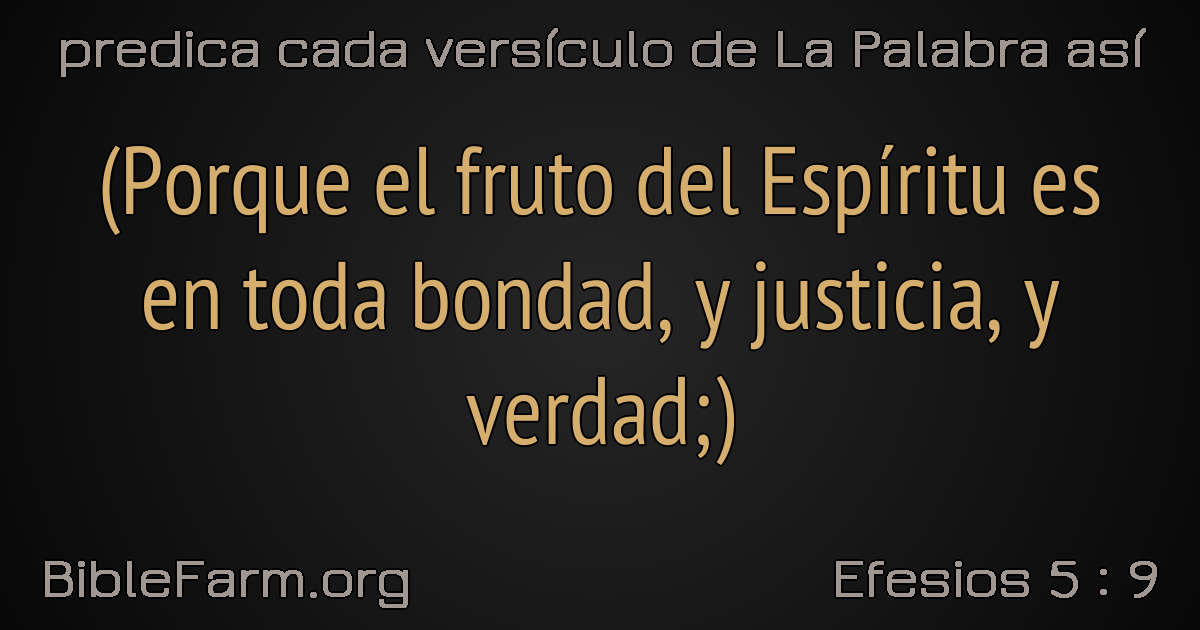 predica cada versículo de La Palabra así
(Porque el fruto del Espíritu es
en toda bondad, y justicia, y
verdad;)
BibleFarm.org
Efesios 5 : 9